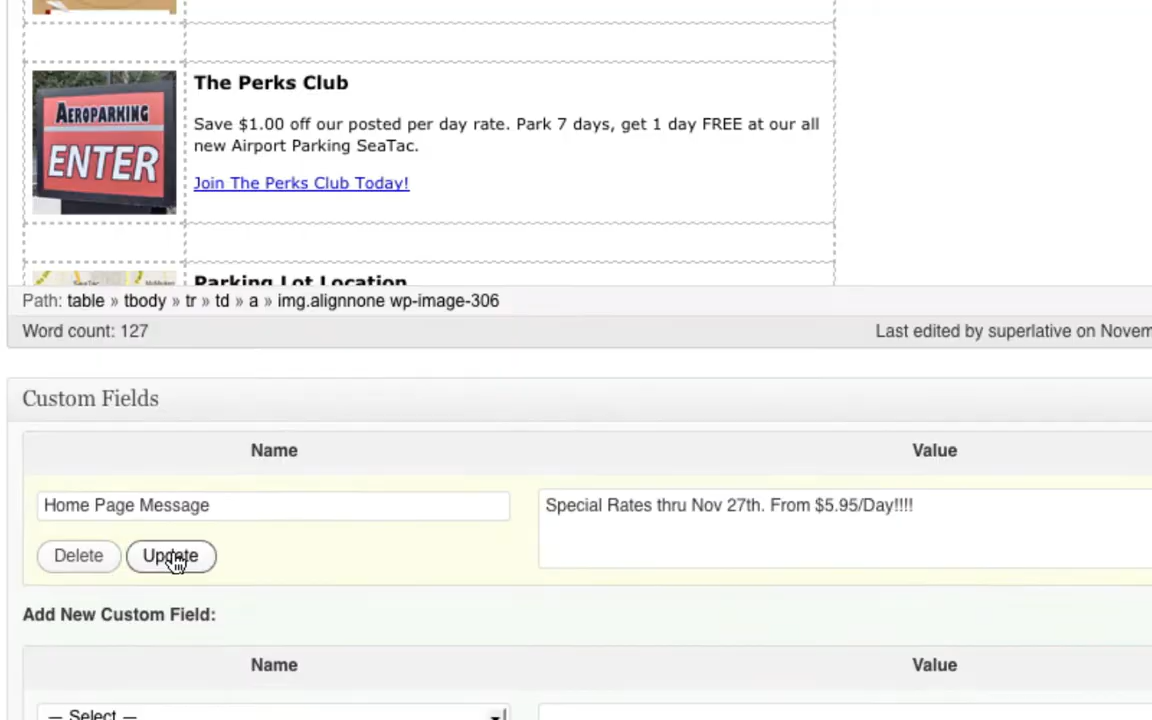 The Perks Club
AEROPARKING
ENTER
Save $1.00 off our posted per day rate. Park 7 days, get 1 day FREE at our all
new Airport Parking SeaTac.
Join The Perks Club Today!
SeaTac
Parking Lot Location
Path: table » tbody » tr » td » a » img.alignnone wp-image-306
Word count: 127
Last edited by superlative on Novem
Custom Fields
Name
Value
Home Page Message
Special Rates thru Nov 27th. From $5.95/Day!!!!
Delete
Update
Add New Custom Field:
Name
Value
— Select —